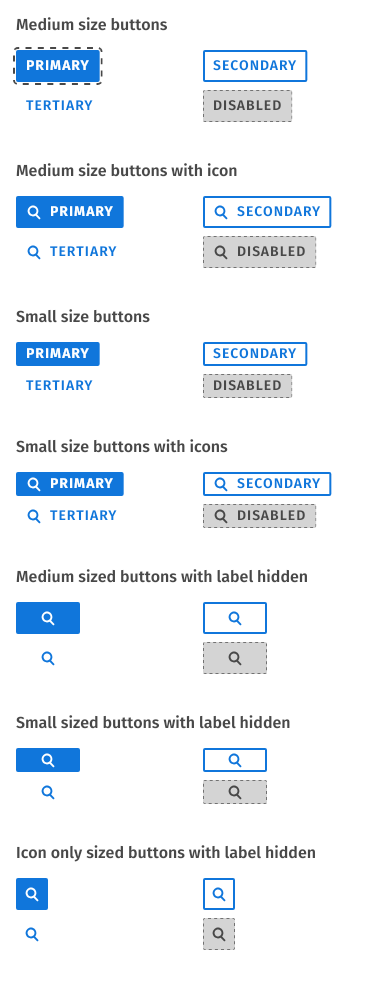 Medium size buttons
PRIMARY SECONDARY
TERTIARY DISABLED
Medium size buttons with icon
PRIMARY SECONDARY
TERTIARY DISABLED
Small size buttons
PRIMARY SECONDARY
TERTIARY DISABLED
Small size buttons with icons
PRIMARY SECONDARY
TERTIARY DISABLED
Medium sized buttons with label hidden
Small sized buttons with label hidden
Icon only sized buttons with label hidden